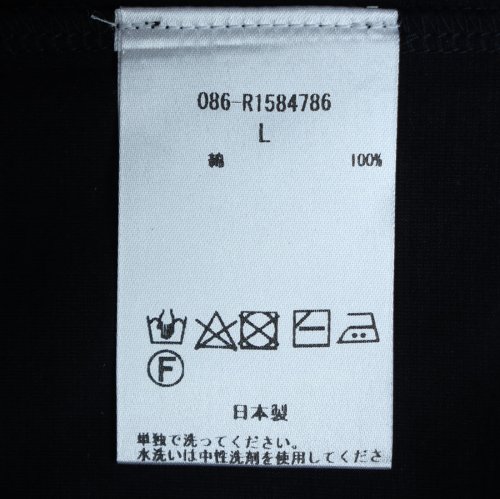 086-R1584786
L
綿 100%
F
日本製
単独で洗ってください。
水洗いは中性洗剤を使用してくださ